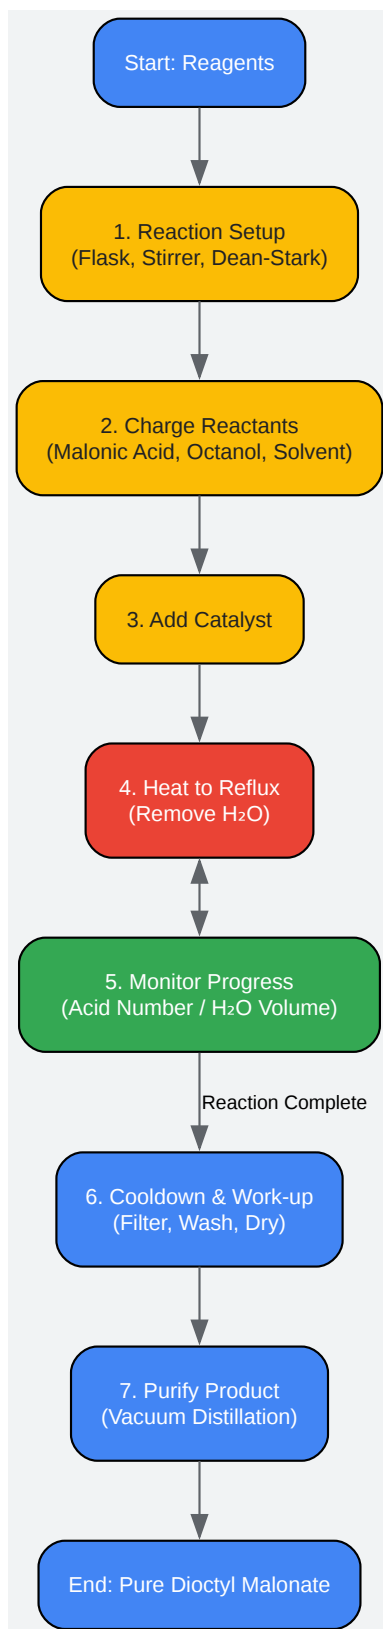 Start: Reagents
1. Reaction Setup
(Flask, Stirrer, Dean-Stark)
2. Charge Reactants
(Malonic Acid, Octanol, Solvent)
3. Add Catalyst
4. Heat to Reflux
(Remove H₂O)
5. Monitor Progress
(Acid Number / H₂O Volume)
Reaction Complete
6. Cooldown & Work-up
(Filter, Wash, Dry)
7. Purify Product
(Vacuum Distillation)
End: Pure Dioctyl Malonate